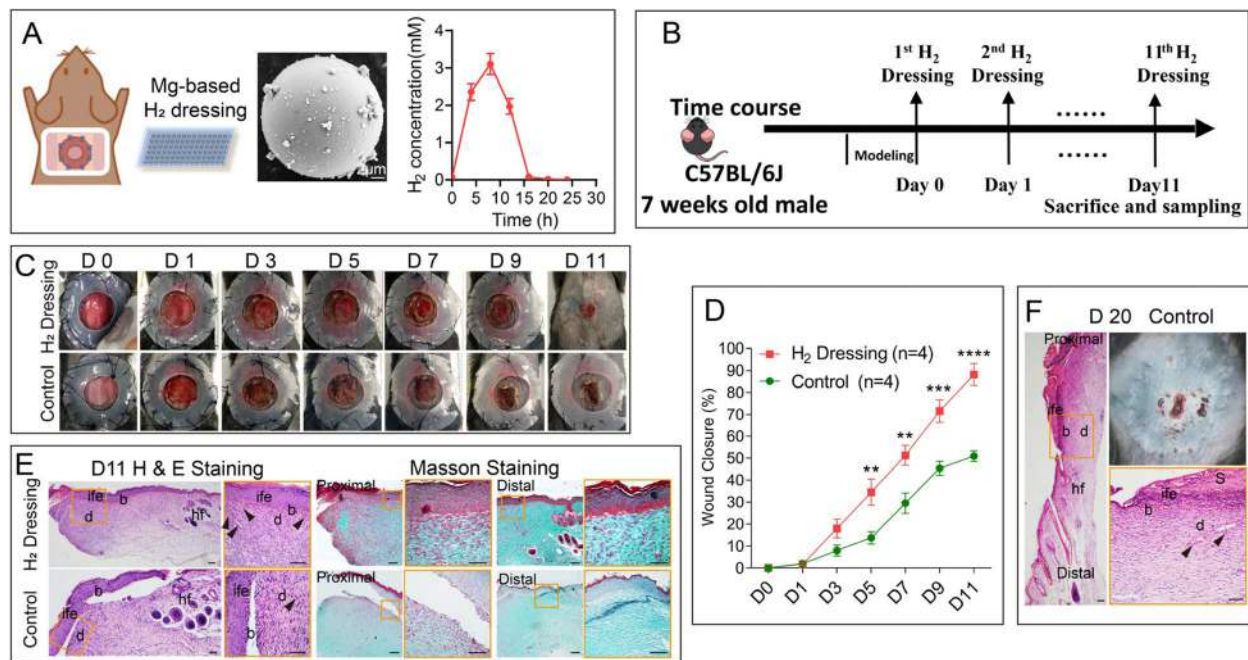 A
Mg-based
H₂ dressing
2μm
H₂ concentration(mM)
4
3
2
1
0
0 5 10 15 20 25 30
Time (h)
B
1st H₂
Dressing
2nd H₂
Dressing
11th H₂
Dressing
Time course
......
Modeling
......
C57BL/6J
7 weeks old male
Day 0
Day 1
Day11
Sacrifice and sampling
C
D 0 D 1 D 3 D 5 D 7 D 9 D 11
H₂ Dressing
Control
D
Wound Closure (%)
100
90
80
70
60
50
40
30
20
10
0
H₂ Dressing (n=4)
Control (n=4)
**
**
***
****
D0 D1 D3 D5 D7 D9 D11
E
D11 H & E Staining
Masson Staining
H₂ Dressing
ife
b
d
hf
ife
b
d
Proximal
Distal
Control
b
hf
ife
d
ife
d
b
Proximal
Distal
F
D 20 Control
Proximal
ife
b d
hf
Distal
S
ife
b
d